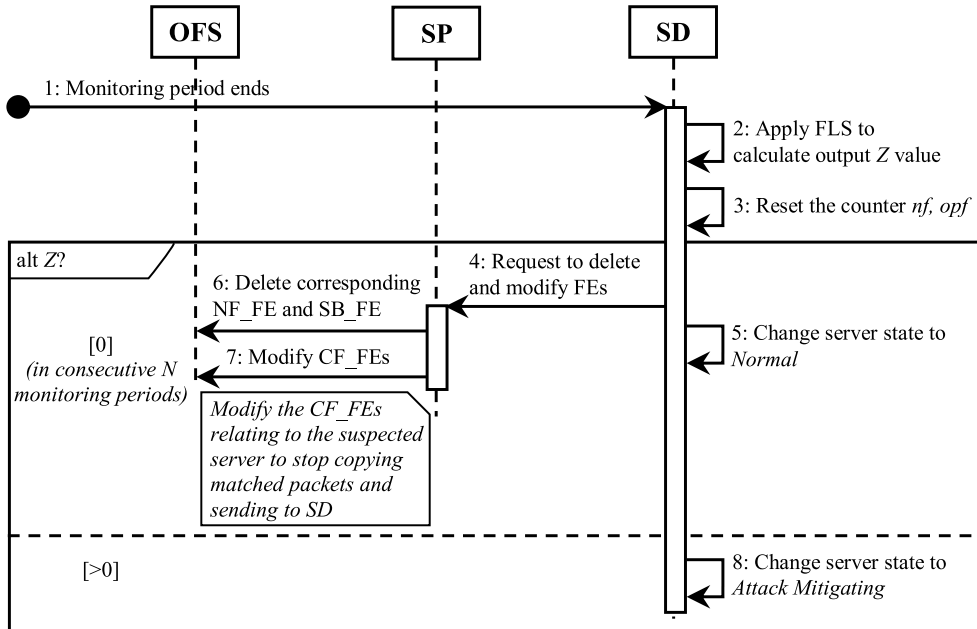 OFS
SP
SD
1: Monitoring period ends
2: Apply FLS to
calculate output Z value
3: Reset the counter nf, opf
alt Z?
4: Request to delete
and modify FEs
6: Delete corresponding
NF_FE and SB_FE
5: Change server state to
Normal
[0]
(in consecutive N
monitoring periods)
7: Modify CF_FEs
Modify the CF_FEs
relating to the suspected
server to stop copying
matched packets and
sending to SD
[>0]
8: Change server state to
Attack Mitigating